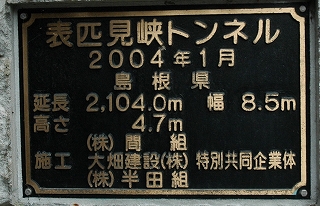 表匹見峡トンネル
2004年1月
島根県
延長 2,104.0m 幅 8.5m
高さ 4.7m
(株) 間組
施工 大畑建設(株) 特別共同企業体
(株) 半田組